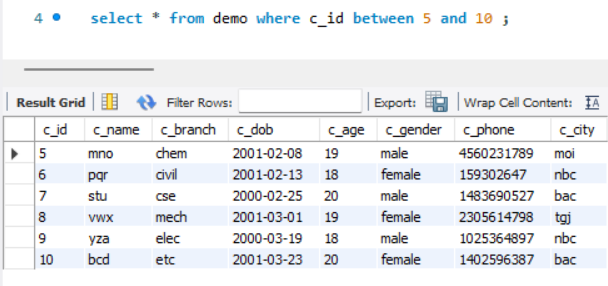 4 select * from demo where c_id between 5 and 10 ;
Result Grid Filter Rows: Export: Wrap Cell Content:
c_id c_name c_branch c_dob c_age c_gender c_phone c_city
5 mno chem 2001-02-08 19 male 4560231789 moi
6 pqr civil 2001-02-13 18 female 159302647 nbc
7 stu cse 2000-02-25 20 male 1483690527 bac
8 vwx mech 2001-03-01 19 female 2305614798 tgj
9 yza elec 2000-03-19 18 male 1025364897 nbc
10 bcd etc 2001-03-23 20 female 1402596387 bac